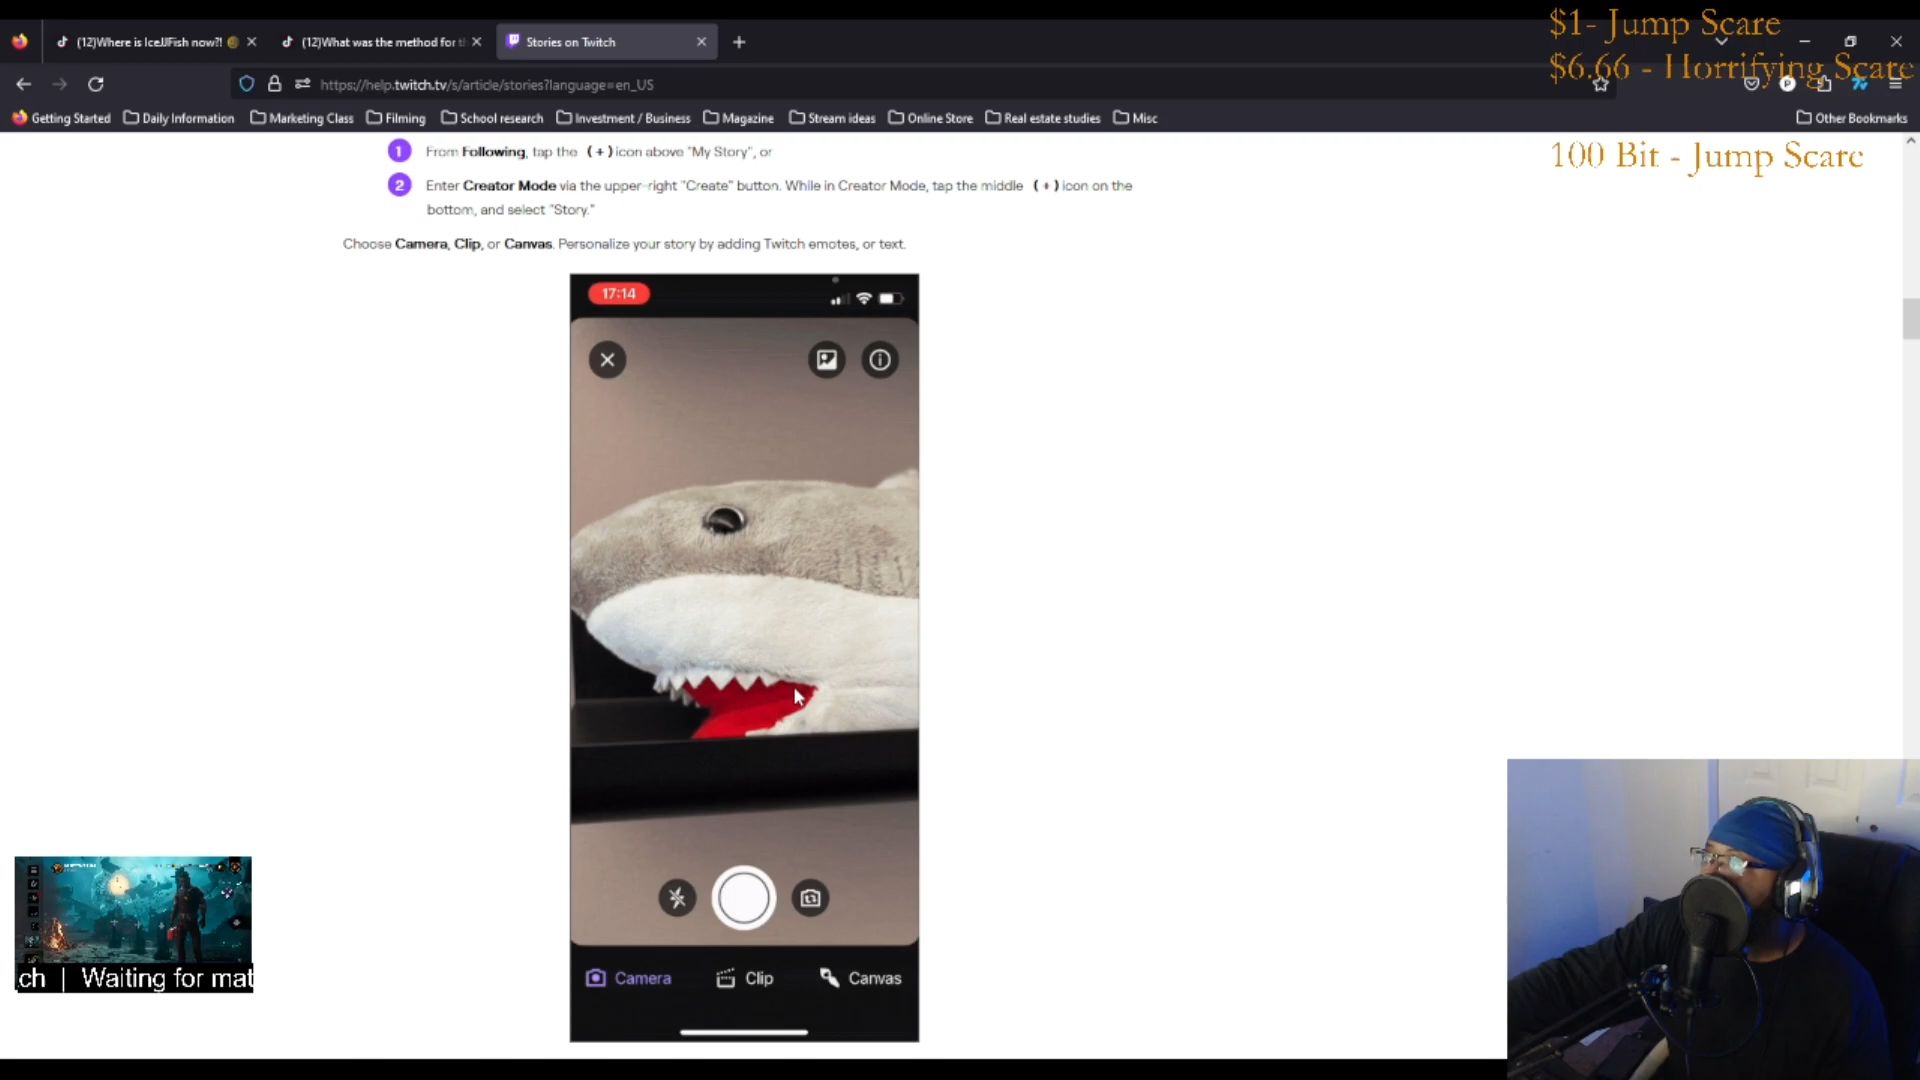 $1- Jump Scare
(12)Where is IceJJFish now?!
(12)What was the method for t
Stories on Twitch
$6.66 - Horrifying Scare
https://help.twitch.tv/s/article/stories?language=en_US
Getting Started
Daily Information
Marketing Class
Filming
School research
Investment / Business
Magazine
Stream ideas
Online Store
Real estate studies
Misc
Other Bookmarks
100 Bit - Jump Scare
1 From Following, tap the (+) icon above "My Story", or
2 Enter Creator Mode via the upper-right "Create" button. While in Creator Mode, tap the middle (+) icon on the
bottom, and select "Story."
Choose Camera, Clip, or Canvas. Personalize your story by adding Twitch emotes, or text.
17:14
Camera
Clip
Canvas
ch | Waiting for mat